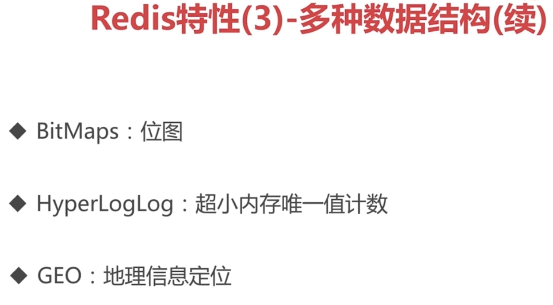 Redis特性(3)-多种数据结构(续)
◆ BitMaps：位图
◆ HyperLogLog：超小内存唯一值计数
◆ GEO：地理信息定位